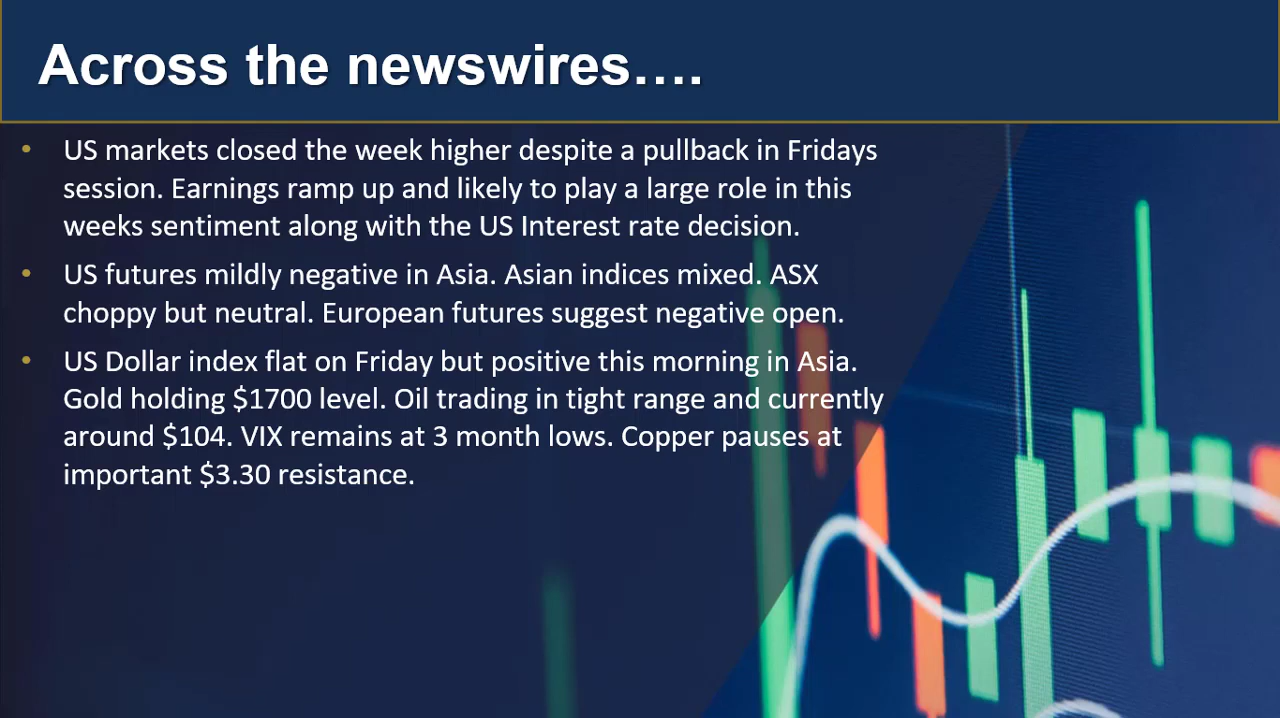 Across the newswires….
• US markets closed the week higher despite a pullback in Fridays
session. Earnings ramp up and likely to play a large role in this
weeks sentiment along with the US Interest rate decision.
• US futures mildly negative in Asia. Asian indices mixed. ASX
choppy but neutral. European futures suggest negative open.
• US Dollar index flat on Friday but positive this morning in Asia.
Gold holding $1700 level. Oil trading in tight range and currently
around $104. VIX remains at 3 month lows. Copper pauses at
important $3.30 resistance.